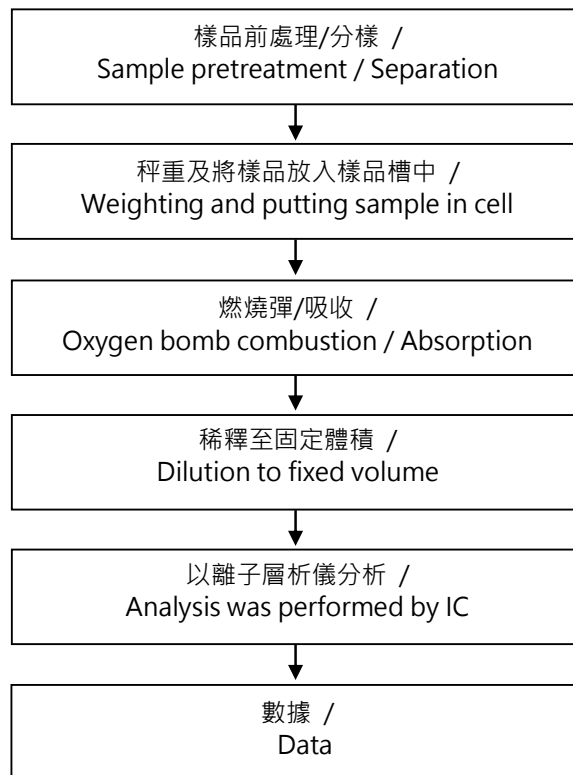 樣品前處理/分樣 /
Sample pretreatment / Separation
秤重及將樣品放入樣品槽中 /
Weighting and putting sample in cell
燃燒彈/吸收 /
Oxygen bomb combustion / Absorption
稀釋至固定體積 /
Dilution to fixed volume
以離子層析儀分析 /
Analysis was performed by IC
數據 /
Data